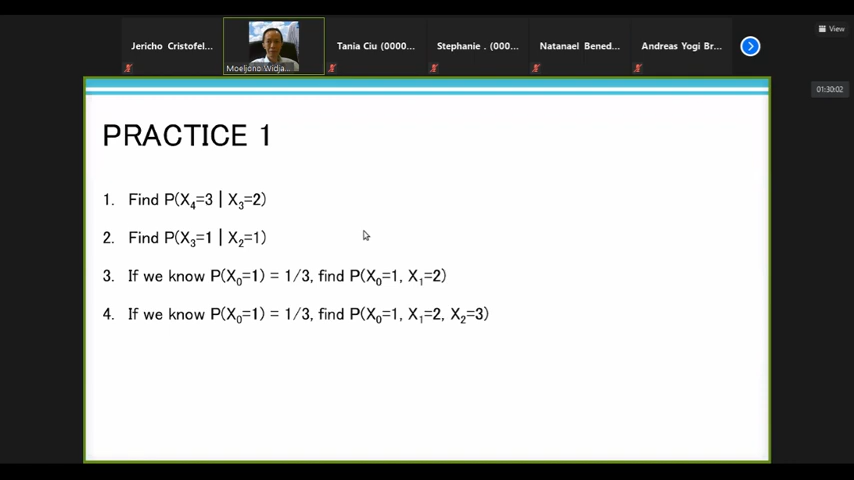 View
Jericho Cristofel...
Moeljono Widja...
Tania Ciu (0000...
Stephanie . (000...
Natanael Bened...
Andreas Yogi Br...
01:30:02
PRACTICE 1
1. Find P(X₄=3 | X₃=2)
2. Find P(X₃=1 | X₂=1)
3. If we know P(X₀=1) = 1/3, find P(X₀=1, X₁=2)
4. If we know P(X₀=1) = 1/3, find P(X₀=1, X₁=2, X₂=3)